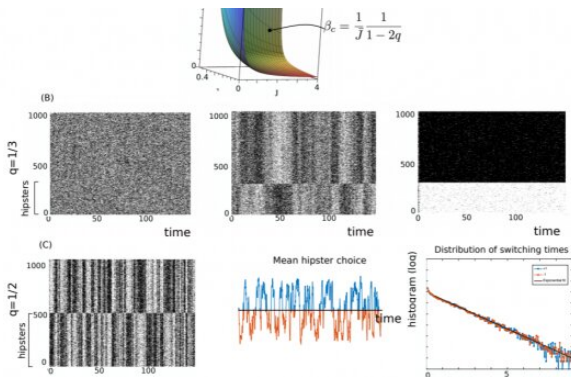 β_c = 1/J̄ 1/(1 − 2q)
0
0.4
0
J
4
(B)
1000
500
0
q=1/3
hipsters
0
50
100
time
1000
500
0
0
50
100
time
1000
500
0
0
50
100
time
(C)
1000
500
0
q=1/2
hipsters
0
50
100
Mean hipster choice
time
Distribution of switching times
histogram (log)
0
5